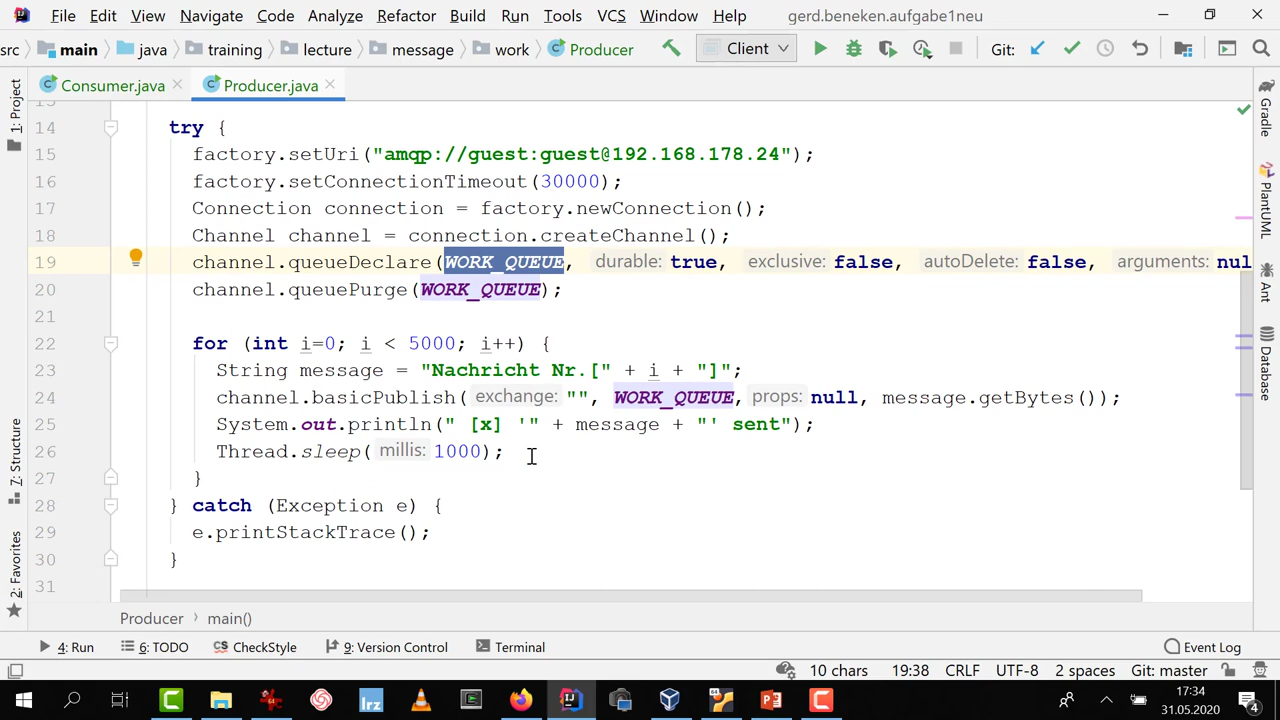 File Edit View Navigate Code Analyze Refactor Build Run Tools VCS Window Help gerd.beneken.aufgabe1neu
src main java training lecture message work Producer Client Git:
Consumer.java Producer.java
14 try {
15 factory.setUri("amqp://guest:guest@192.168.178.24");
16 factory.setConnectionTimeout(30000);
17 Connection connection = factory.newConnection();
18 Channel channel = connection.createChannel();
19 channel.queueDeclare(WORK_QUEUE, durable: true, exclusive: false, autoDelete: false, arguments: nul
20 channel.queuePurge(WORK_QUEUE);
21
22 for (int i=0; i < 5000; i++) {
23 String message = "Nachricht Nr.[" + i + "]";
24 channel.basicPublish( exchange: "", WORK_QUEUE, props: null, message.getBytes());
25 System.out.println(" [x] '" + message + "' sent");
26 Thread.sleep( millis: 1000);
27 }
28 } catch (Exception e) {
29 e.printStackTrace();
30 }
31
1: Project
7: Structure
2: Favorites
Gradle
PlantUML
Ant
Database
Producer main()
4: Run 6: TODO CS CheckStyle 9: Version Control Terminal Event Log
10 chars 19:38 CRLF UTF-8 2 spaces Git: master
lrz 17:34
31.05.2020 4